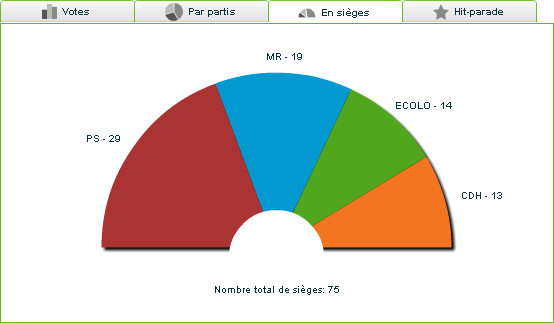 Votes
Par partis
En sièges
Hit-parade
MR - 19
ECOLO - 14
PS - 29
CDH - 13
Nombre total de sièges: 75